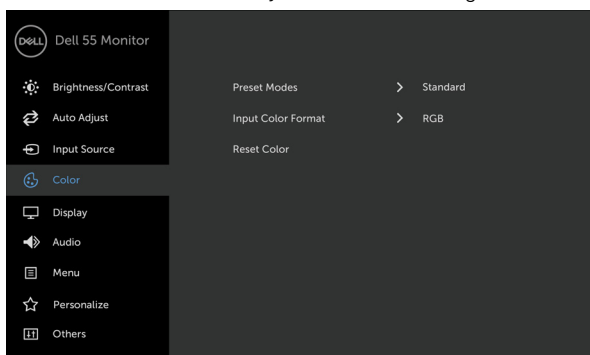 DELL Dell 55 Monitor
Brightness/Contrast
Auto Adjust
Input Source
Color
Display
Audio
Menu
Personalize
Others
Preset Modes > Standard
Input Color Format > RGB
Reset Color